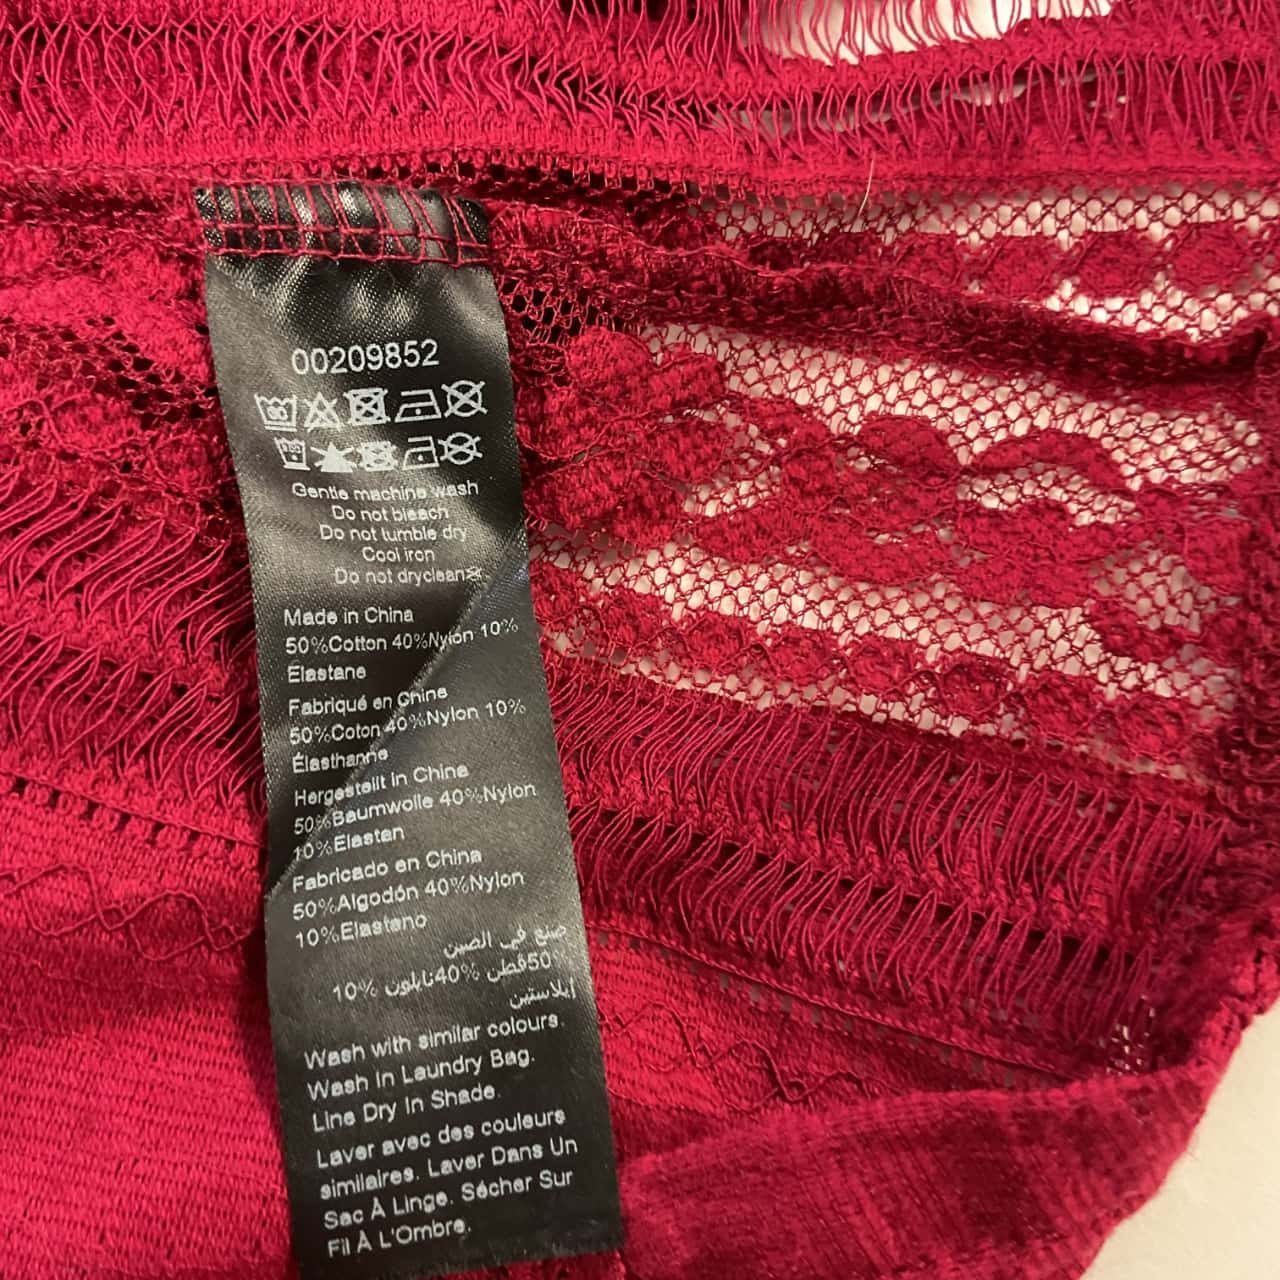 00209852
Gentle machine wash
Do not bleach
Do not tumble dry
Cool iron
Do not dryclean
Made in China
50%Cotton 40%Nylon 10%
Elastane
Fabriqué en Chine
50%Coton 40%Nylon 10%
Élasthanne
Hergestellt in China
50%Baumwolle 40%Nylon
10%Elastan
Fabricado en China
50%Algodón 40%Nylon
10%Elastano
صنع في الصين
50%قطن 40%نايلون 10%
إيلاستين
Wash with similar colours.
Wash In Laundry Bag.
Line Dry In Shade.
Laver avec des couleurs
similaires. Laver Dans Un
Sac À Linge. Sécher Sur
Fil À L'Ombre.